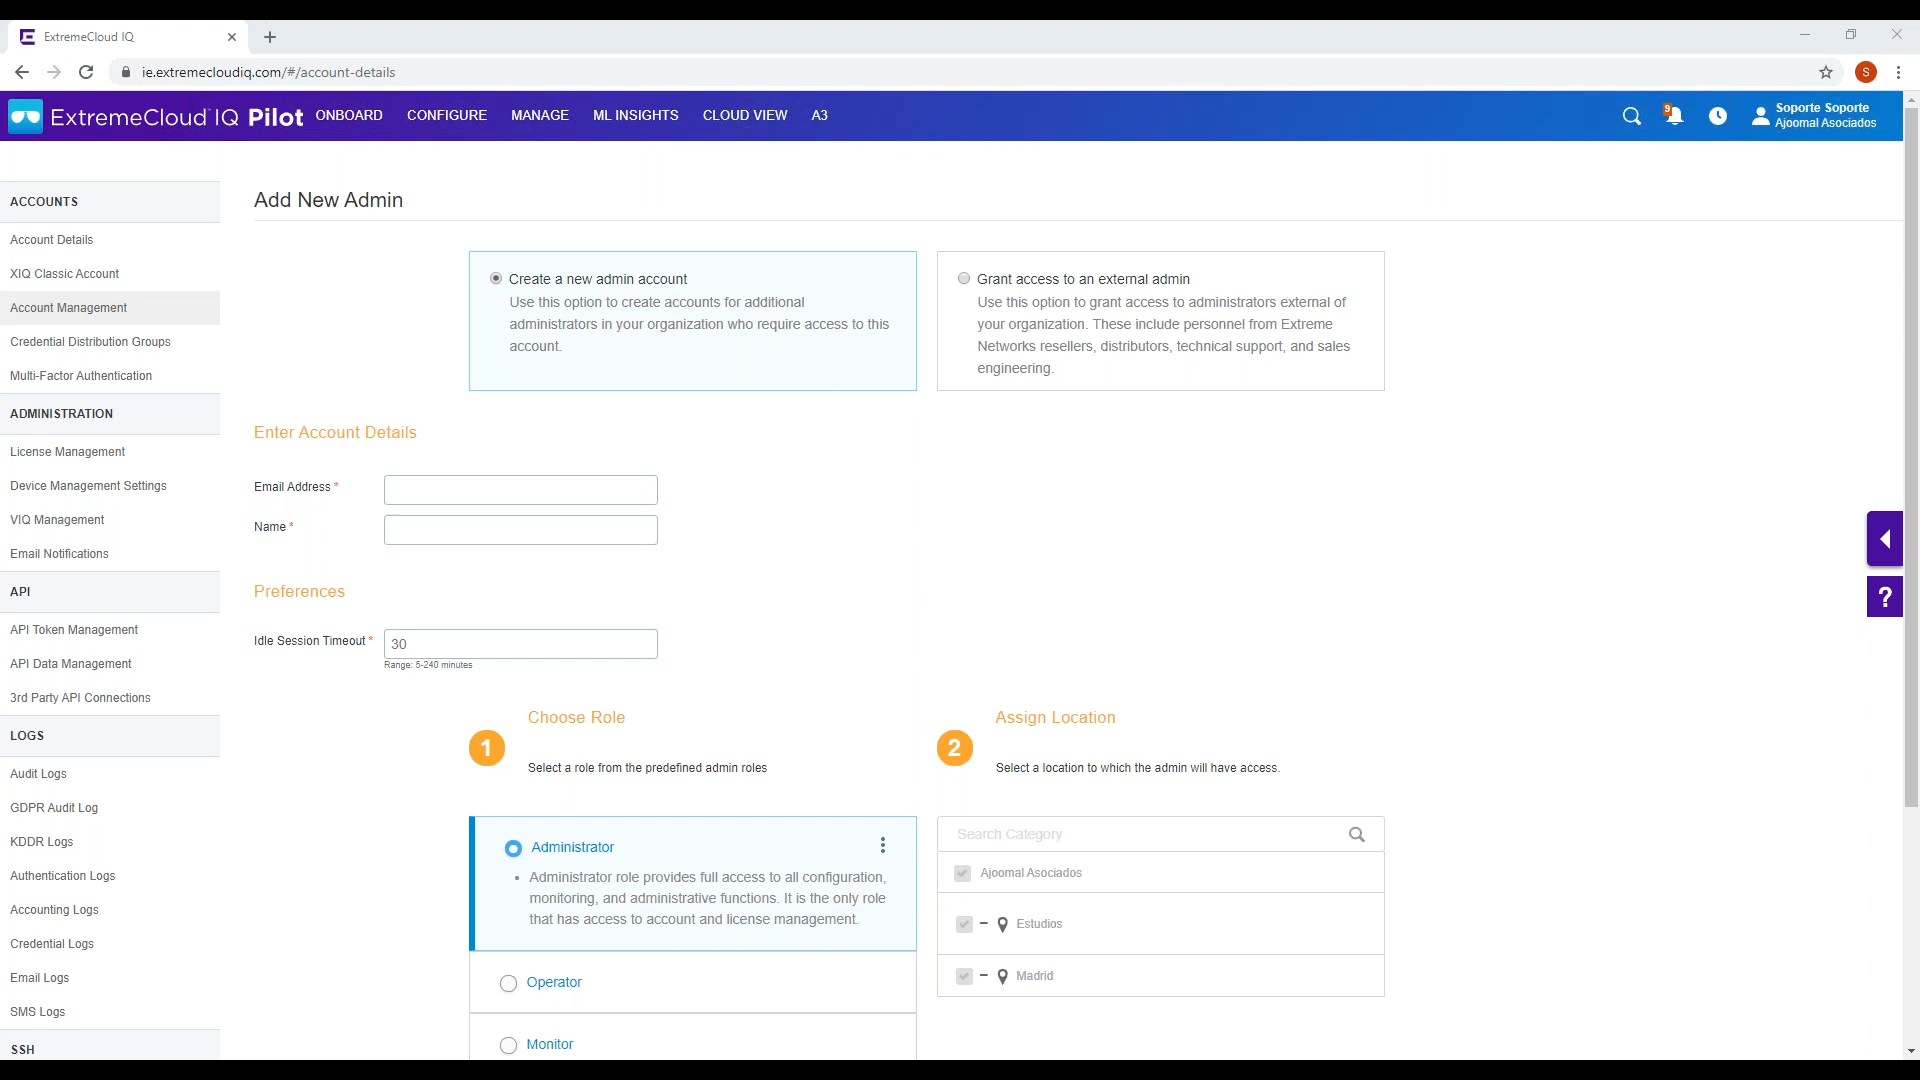 ExtremeCloud IQ
ie.extremecloudiq.com/#/account-details
S
ExtremeCloud IQ Pilot
ONBOARD CONFIGURE MANAGE ML INSIGHTS CLOUD VIEW A3
9
Soporte Soporte
Ajoomal Asociados
ACCOUNTS
Account Details
XIQ Classic Account
Account Management
Credential Distribution Groups
Multi-Factor Authentication
ADMINISTRATION
License Management
Device Management Settings
VIQ Management
Email Notifications
API
API Token Management
API Data Management
3rd Party API Connections
LOGS
Audit Logs
GDPR Audit Log
KDDR Logs
Authentication Logs
Accounting Logs
Credential Logs
Email Logs
SMS Logs
SSH
Add New Admin
Create a new admin account
Use this option to create accounts for additional
administrators in your organization who require access to this
account.
Grant access to an external admin
Use this option to grant access to administrators external of
your organization. These include personnel from Extreme
Networks resellers, distributors, technical support, and sales
engineering.
Enter Account Details
Email Address *
Name *
Preferences
Idle Session Timeout * 30
Range: 5-240 minutes
1 Choose Role
Select a role from the predefined admin roles
Administrator
• Administrator role provides full access to all configuration,
monitoring, and administrative functions. It is the only role
that has access to account and license management.
Operator
Monitor
2 Assign Location
Select a location to which the admin will have access.
Search Category
Ajoomal Asociados
Estudios
Madrid
?